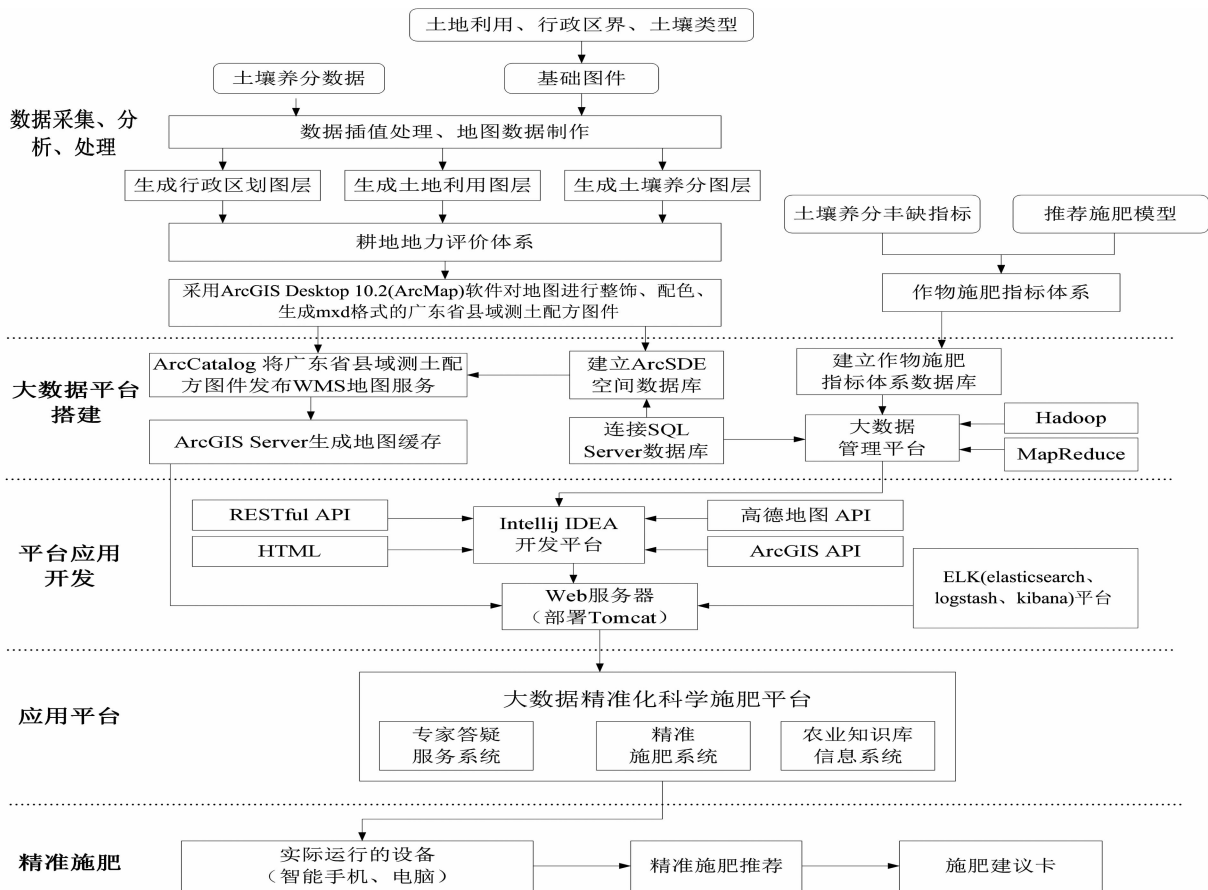 土地利用、行政区界、土壤类型
土壤养分数据
基础图件
数据采集、分
析、处理
数据插值处理、地图数据制作
生成行政区划图层
生成土地利用图层
生成土壤养分图层
土壤养分丰缺指标
推荐施肥模型
耕地地力评价体系
采用ArcGIS Desktop 10.2(ArcMap)软件对地图进行整饰、配色、
生成mxd格式的广东省县域测土配方图件
作物施肥指标体系
大数据平台
搭建
ArcCatalog 将广东省县域测土配
方图件发布WMS地图服务
建立ArcSDE
空间数据库
建立作物施肥
指标体系数据库
ArcGIS Server生成地图缓存
连接SQL
Server数据库
大数据
管理平台
Hadoop
MapReduce
平台应用
开发
RESTful API
HTML
Intellij IDEA
开发平台
高德地图 API
ArcGIS API
Web服务器
（部署Tomcat）
ELK(elasticsearch、
logstash、kibana)平台
应用平台
大数据精准化科学施肥平台
专家答疑
服务系统
精准
施肥系统
农业知识库
信息系统
精准施肥
实际运行的设备
（智能手机、电脑）
精准施肥推荐
施肥建议卡